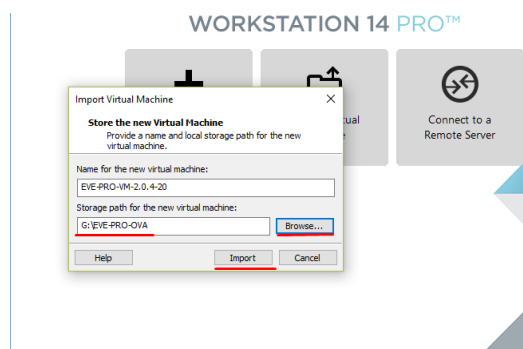 WORKSTATION 14 PRO™
Import Virtual Machine
Store the new Virtual Machine
Provide a name and local storage path for the new
virtual machine.
Name for the new virtual machine:
EVE-PRO-VM-2.0.4-20
Storage path for the new virtual machine:
G:\EVE-PRO-OVA
Browse...
Help
Import
Cancel
Connect to a
Remote Server